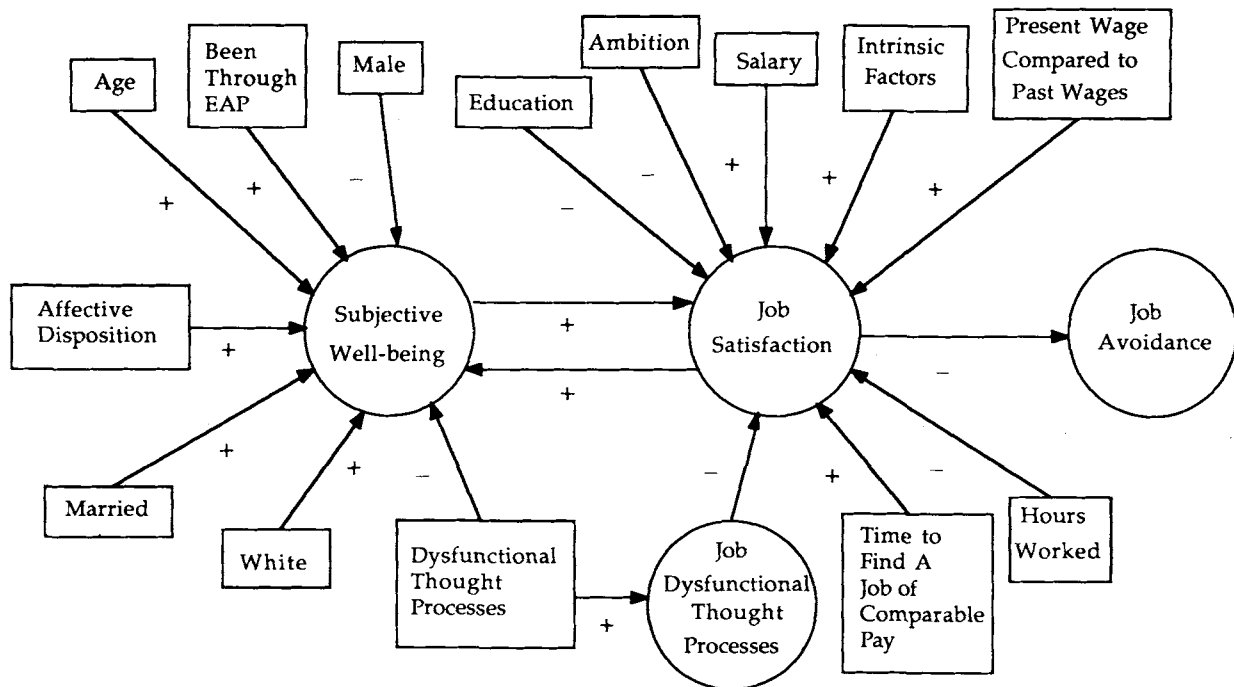 Age
Been
Through
EAP
Male
Education
Ambition
Salary
Intrinsic
Factors
Present Wage
Compared to
Past Wages
+
+
−
−
−
+
+
+
Affective
Disposition
+
Subjective
Well-being
+
+
Job
Satisfaction
−
Job
Avoidance
Married
+
White
+
−
Dysfunctional
Thought
Processes
+
Job
Dysfunctional
Thought
Processes
−
+
Time to
Find A
Job of
Comparable
Pay
−
Hours
Worked